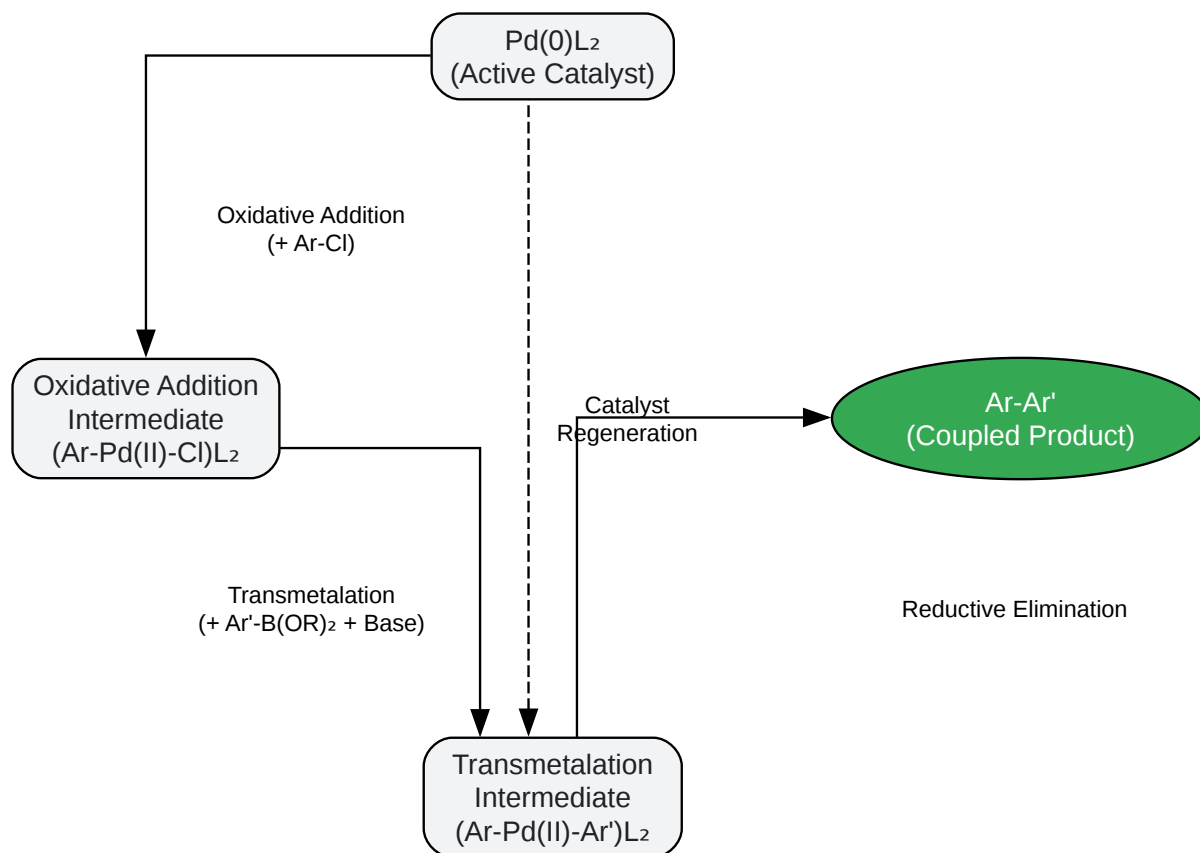 Pd(0)L₂
(Active Catalyst)
Oxidative Addition
(+ Ar-Cl)
Oxidative Addition
Intermediate
(Ar-Pd(II)-Cl)L₂
Catalyst
Regeneration
Ar-Ar'
(Coupled Product)
Transmetalation
(+ Ar'-B(OR)₂ + Base)
Reductive Elimination
Transmetalation
Intermediate
(Ar-Pd(II)-Ar')L₂